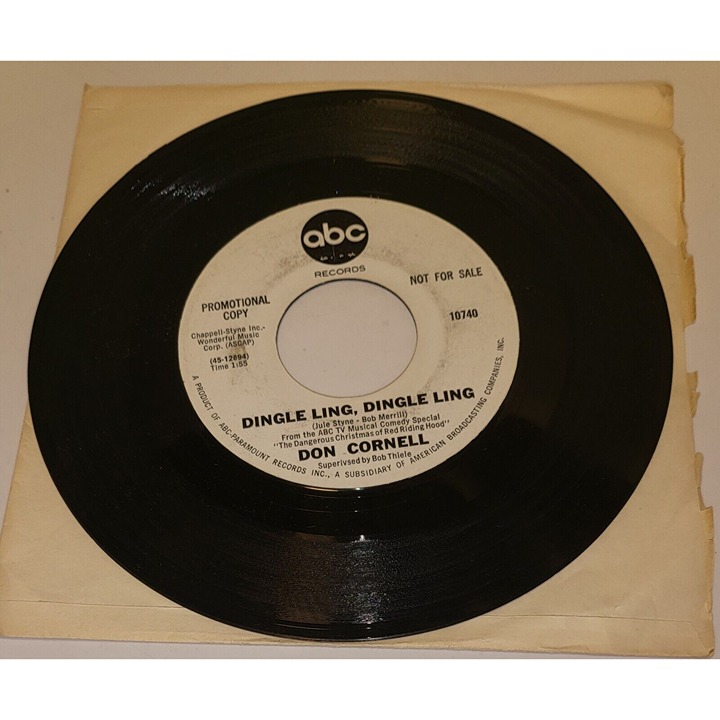 abc
RECORDS
PROMOTIONAL
COPY
NOT FOR SALE
Chappell-Styne Inc.-
Wonderful Music
Corp. (ASCAP)
10740
(45-12694)
Time 1:55
DINGLE LING, DINGLE LING
(Jule Styne - Bob Merrill)
From the ABC TV Musical Comedy Special
"The Dangerous Christmas of Red Riding Hood"
DON CORNELL
Superivsed by Bob Thiele
A PRODUCT OF ABC-PARAMOUNT RECORDS INC., A SUBSIDIARY OF AMERICAN BROADCASTING COMPANIES, INC.